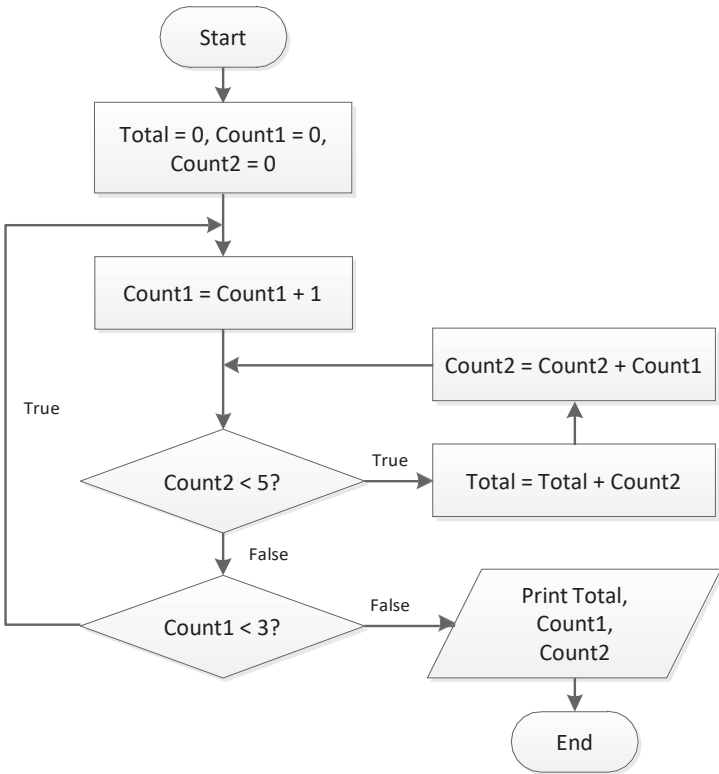 Start
Total = 0, Count1 = 0,
Count2 = 0
Count1 = Count1 + 1
Count2 = Count2 + Count1
True
Count2 < 5?
True
Total = Total + Count2
False
Count1 < 3?
False
Print Total,
Count1,
Count2
End